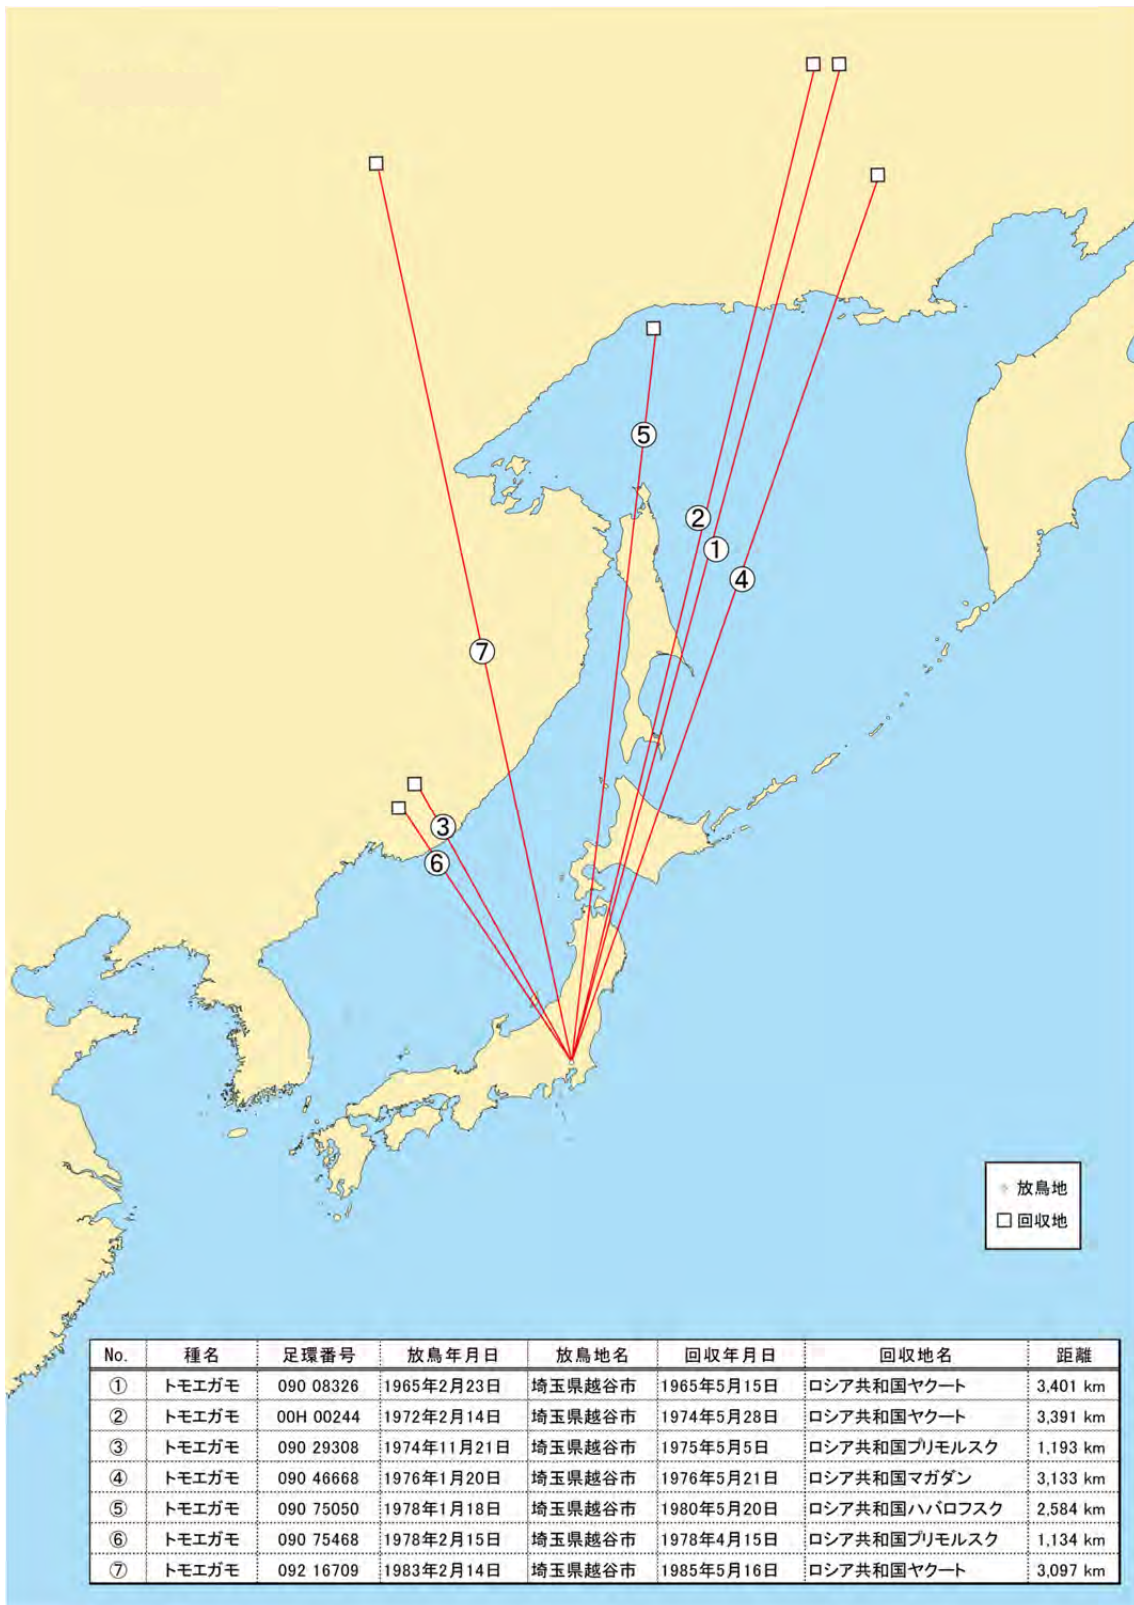 ⑤
②
①
④
⑦
③
⑥
放鳥地
回収地
No. 種名 足環番号 放鳥年月日 放鳥地名 回収年月日 回収地名 距離
① トモエガモ 090 08326 1965年2月23日 埼玉県越谷市 1965年5月15日 ロシア共和国ヤクート 3,401 km
② トモエガモ 00H 00244 1972年2月14日 埼玉県越谷市 1974年5月28日 ロシア共和国ヤクート 3,391 km
③ トモエガモ 090 29308 1974年11月21日 埼玉県越谷市 1975年5月5日 ロシア共和国プリモルスク 1,193 km
④ トモエガモ 090 46668 1976年1月20日 埼玉県越谷市 1976年5月21日 ロシア共和国マガダン 3,133 km
⑤ トモエガモ 090 75050 1978年1月18日 埼玉県越谷市 1980年5月20日 ロシア共和国ハバロフスク 2,584 km
⑥ トモエガモ 090 75468 1978年2月15日 埼玉県越谷市 1978年4月15日 ロシア共和国プリモルスク 1,134 km
⑦ トモエガモ 092 16709 1983年2月14日 埼玉県越谷市 1985年5月16日 ロシア共和国ヤクート 3,097 km